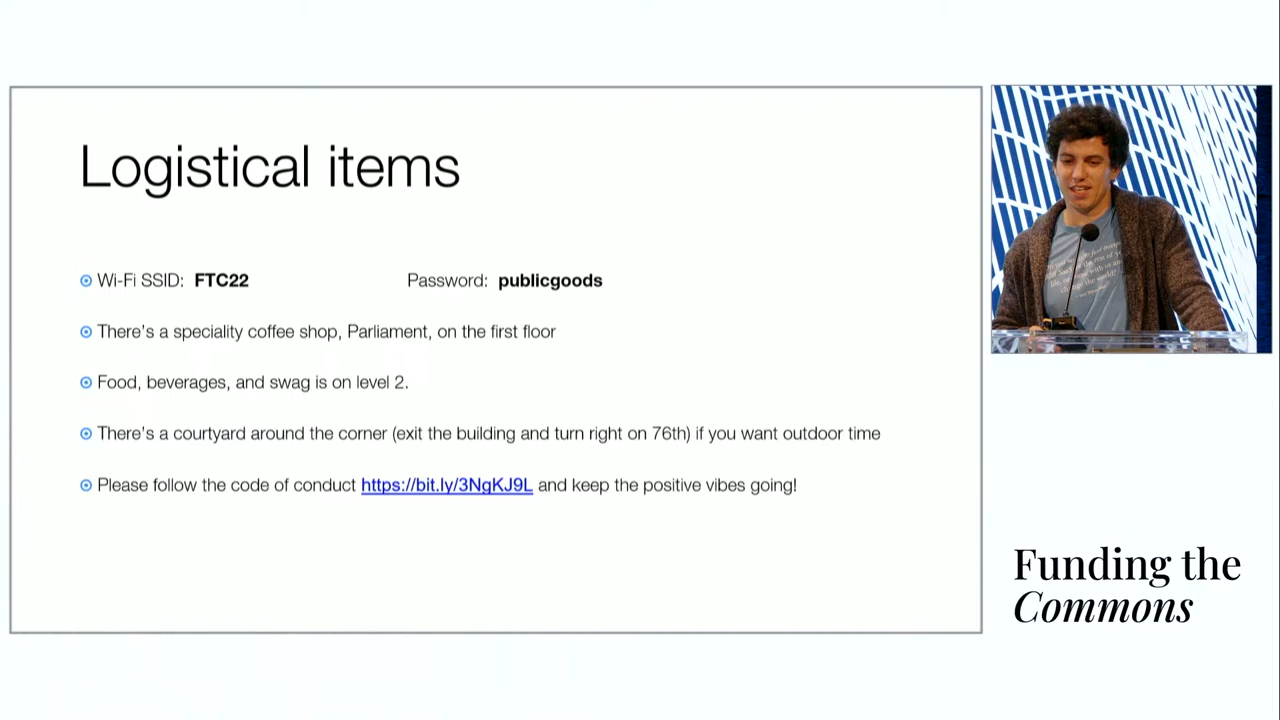 Logistical items
Wi-Fi SSID: FTC22 Password: publicgoods
There's a speciality coffee shop, Parliament, on the first floor
Food, beverages, and swag is on level 2.
There's a courtyard around the corner (exit the building and turn right on 76th) if you want outdoor time
Please follow the code of conduct https://bit.ly/3NgKJ9L and keep the positive vibes going!
change the world?
Funding the
Commons